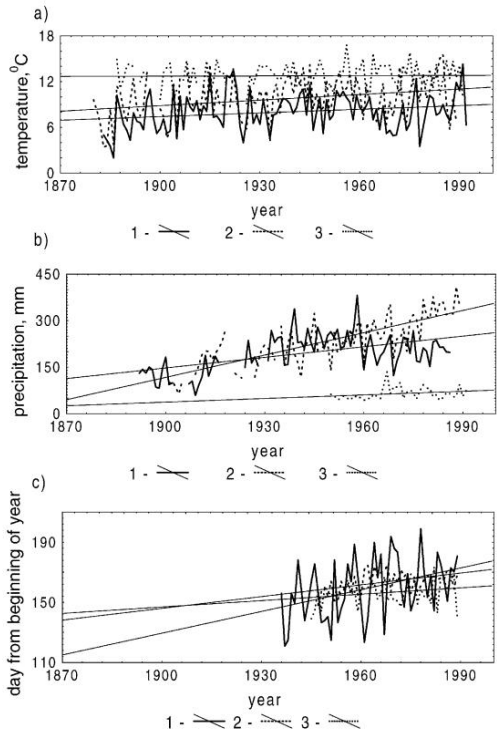 a)
temperature, ⁰C
18
12
6
0
1870 1900 1930 1960 1990
year
1 - 2 - 3 -
b)
precipitation, mm
450
300
150
0
1870 1900 1930 1960 1990
year
1 - 2 - 3 -
c)
day from beginning of year
190
150
110
1870 1900 1930 1960 1990
year
1 - 2 - 3 -